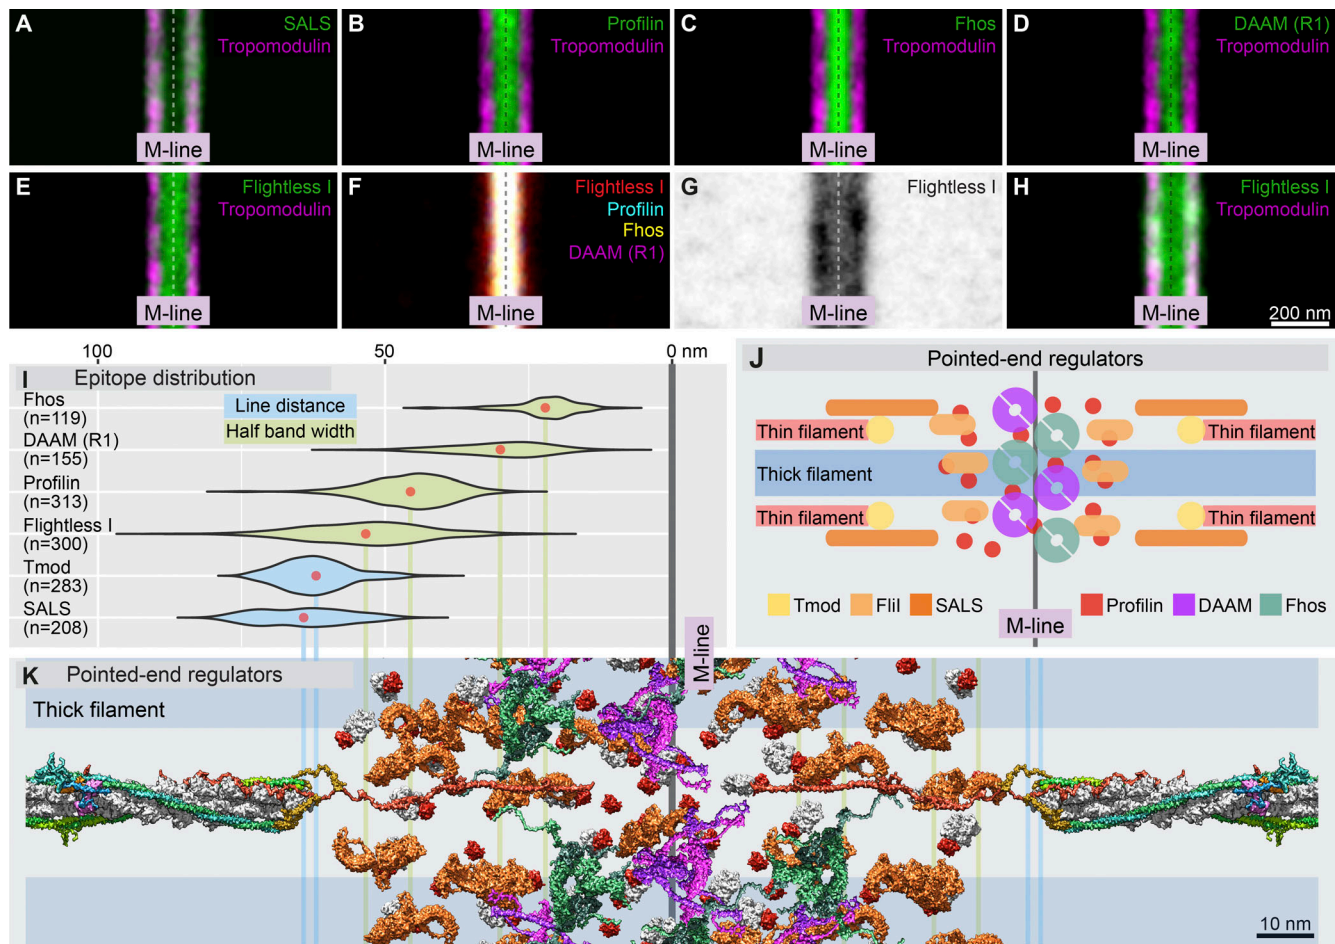 A
SALS
Tropomodulin
M-line
B
Profilin
Tropomodulin
M-line
C
Fhos
Tropomodulin
M-line
D
DAAM (R1)
Tropomodulin
M-line
E
Flightless I
Tropomodulin
M-line
F
Flightless I
Profilin
Fhos
DAAM (R1)
M-line
G
Flightless I
M-line
H
Flightless I
Tropomodulin
M-line
200 nm
100 50 0 nm
I Epitope distribution
Line distance
Half band width
Fhos
(n=119)
DAAM (R1)
(n=155)
Profilin
(n=313)
Flightless I
(n=300)
Tmod
(n=283)
SALS
(n=208)
M-line
J Pointed-end regulators
Thin filament Thin filament
Thick filament
Thin filament Thin filament
Tmod FliI SALS Profilin DAAM Fhos
M-line
K Pointed-end regulators
Thick filament
10 nm